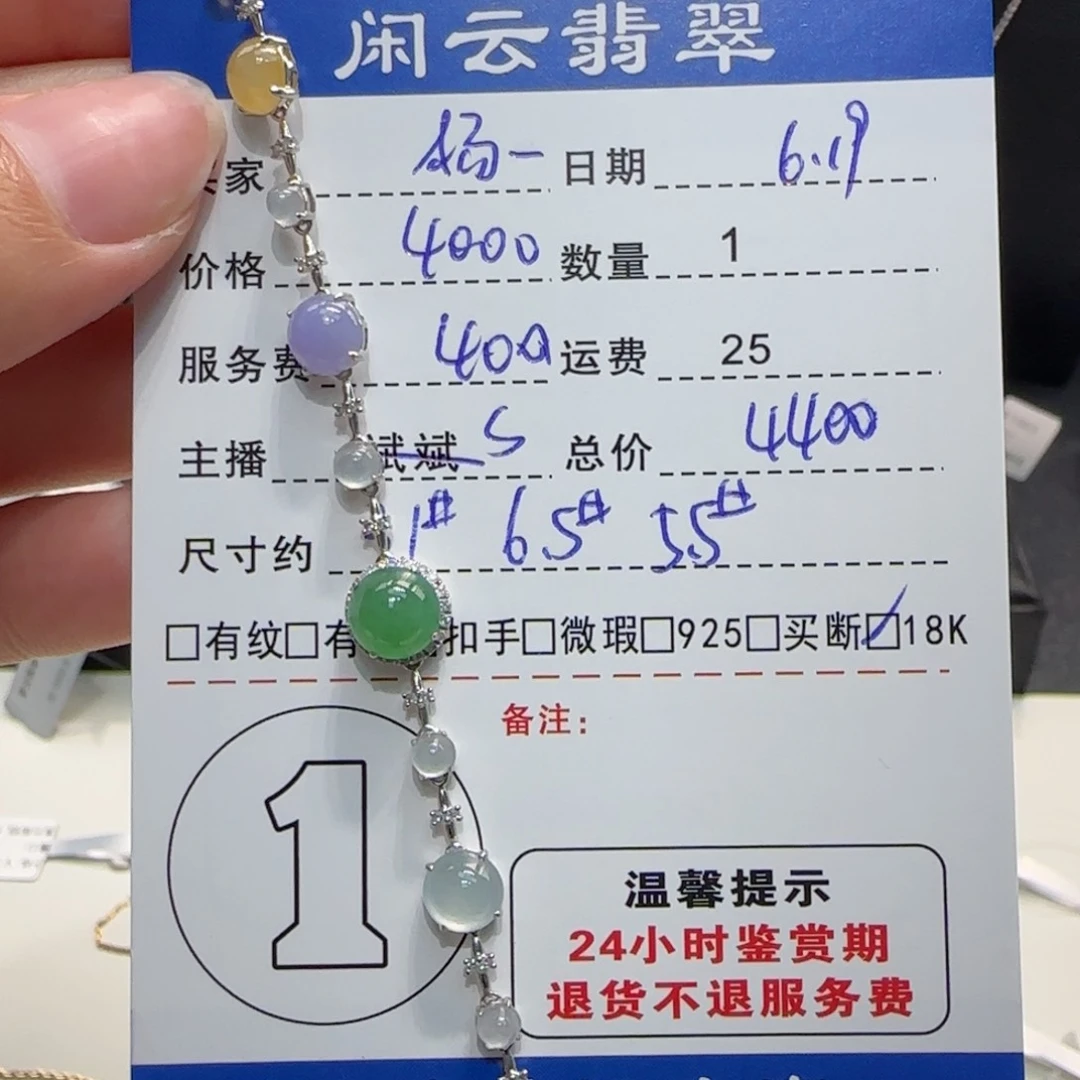 闲云翡翠
家 杨一 日期 6.19
价格 4000 数量 1
服务费 400 运费 25
主播 斌斌 S 总价 4400
尺寸约 1# 6.5# 5.5#
□有纹□有 扣手□微瑕□925□买断☑18K
备注:
1
温馨提示
24小时鉴赏期
退货不退服务费